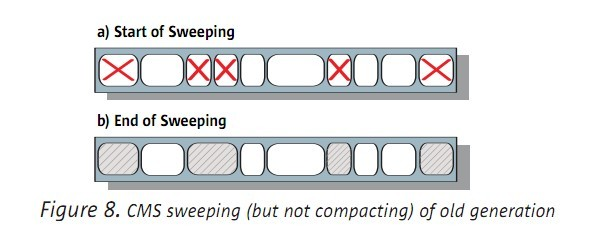 a) Start of Sweeping
b) End of Sweeping
Figure 8. CMS sweeping (but not compacting) of old generation